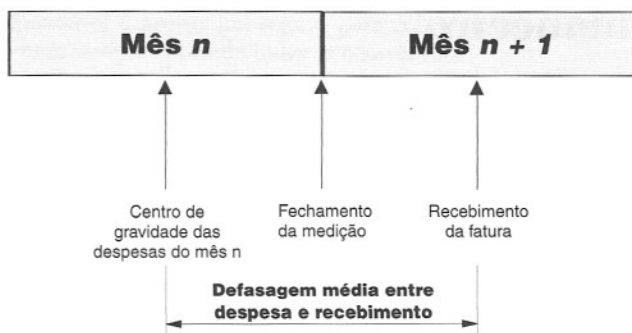 Mês n
Mês n + 1
Centro de
gravidade das
despesas do mês n
Fechamento
da medição
Recebimento
da fatura
Defasagem média entre
despesa e recebimento